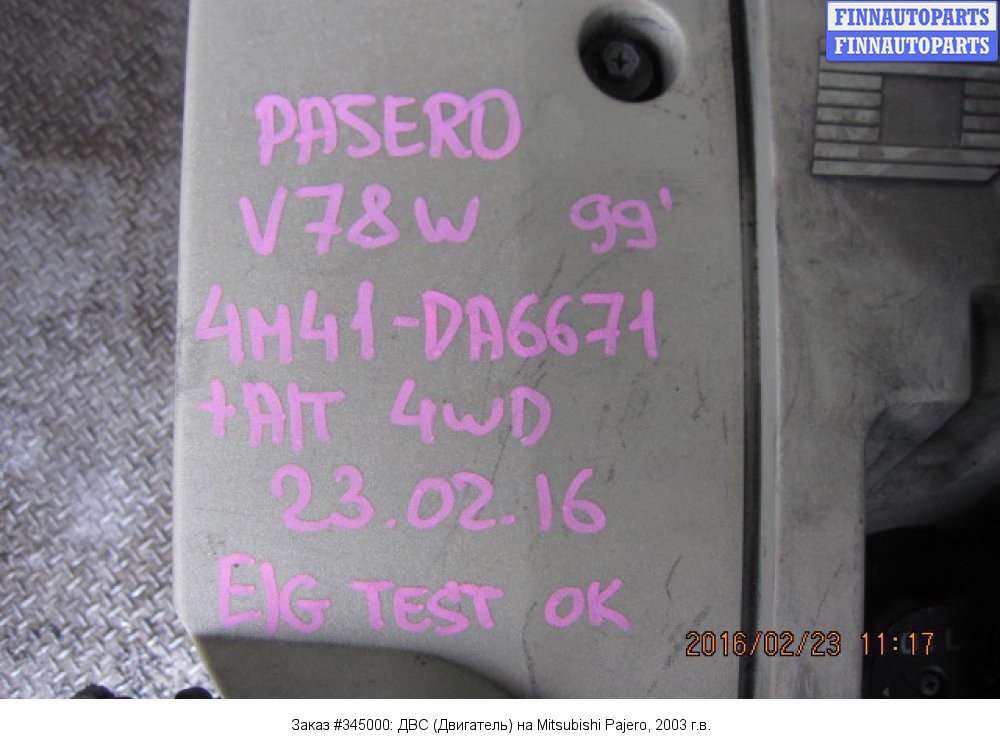 FINNAUTOPARTS
FINNAUTOPARTS
PASERO
V78W 99'
4M41-DA6671
+A/T 4WD
23.02.16
E/G TEST OK
2016/02/23 11:17
Заказ #345000: ДВС (Двигатель) на Mitsubishi Pajero, 2003 г.в.